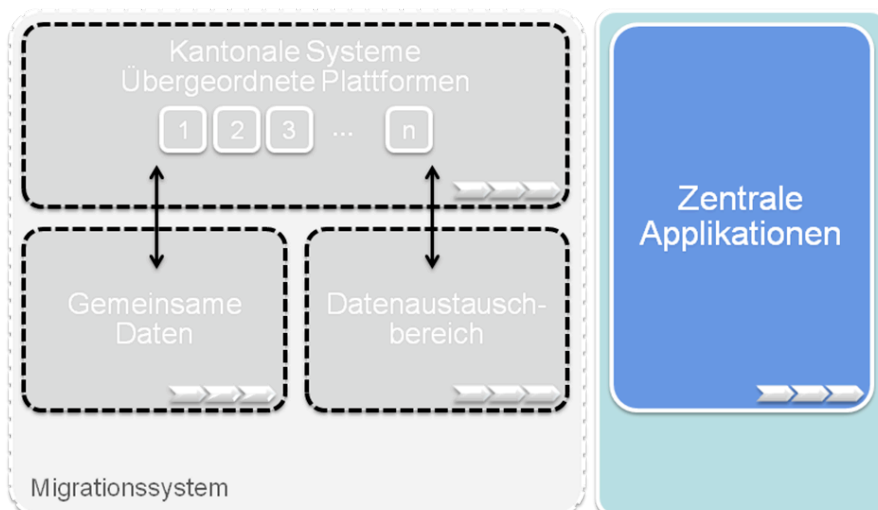 Kantonale Systeme
Übergeordnete Plattformen
1 2 3 ... n
Gemeinsame
Daten
Datenaustausch-
bereich
Migrationssystem
Zentrale
Applikationen